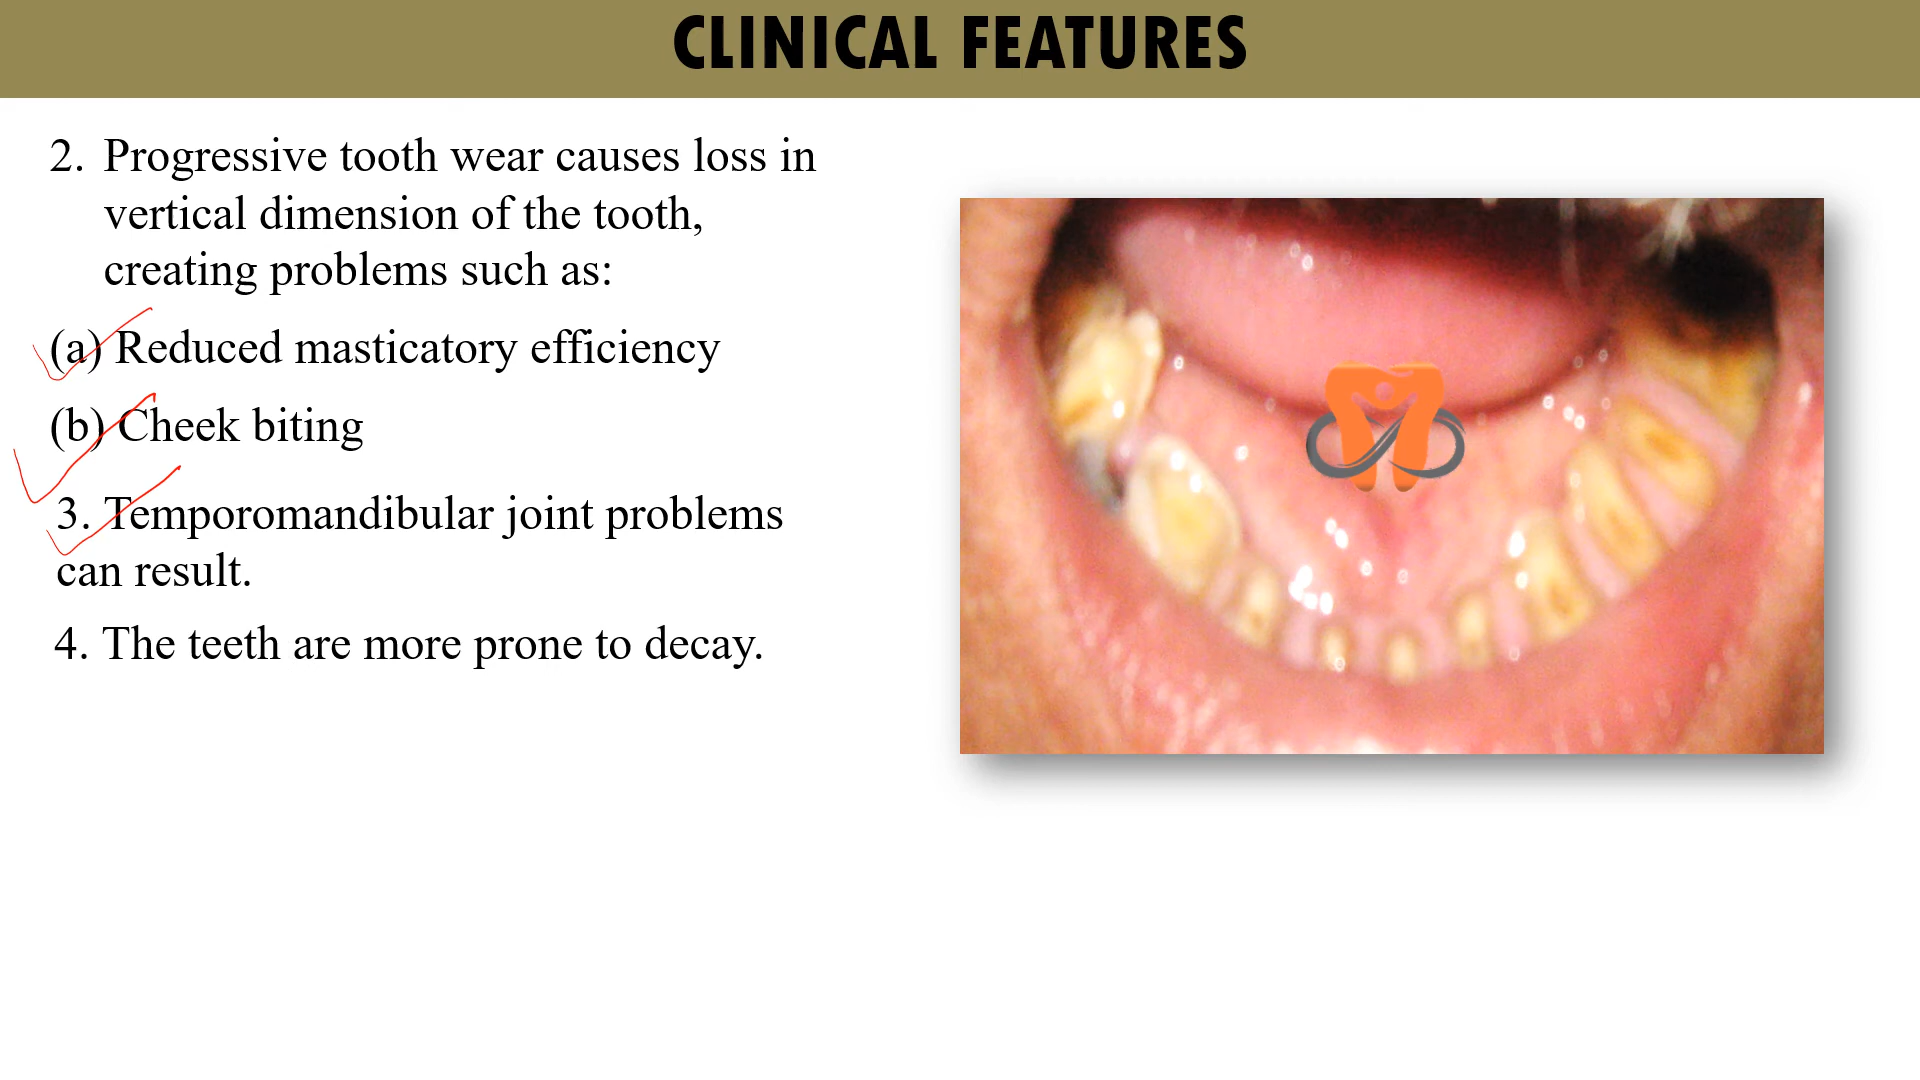 CLINICAL FEATURES
2. Progressive tooth wear causes loss in
vertical dimension of the tooth,
creating problems such as:
(a) Reduced masticatory efficiency
(b) Cheek biting
3. Temporomandibular joint problems
can result.
4. The teeth are more prone to decay.